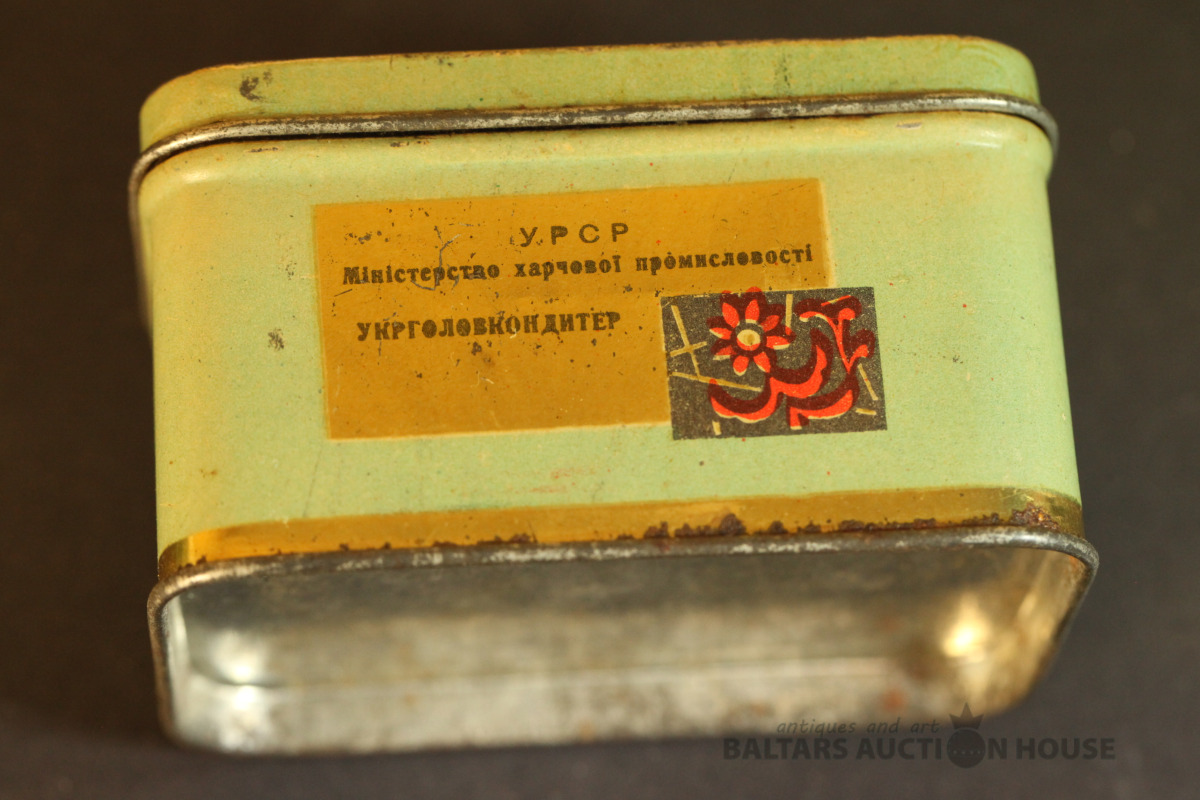 УРСР
Міністерство харчової промисловості
УКРГОЛОВКОНДИТЕР
antiques and art
BALTARS AUCTION HOUSE